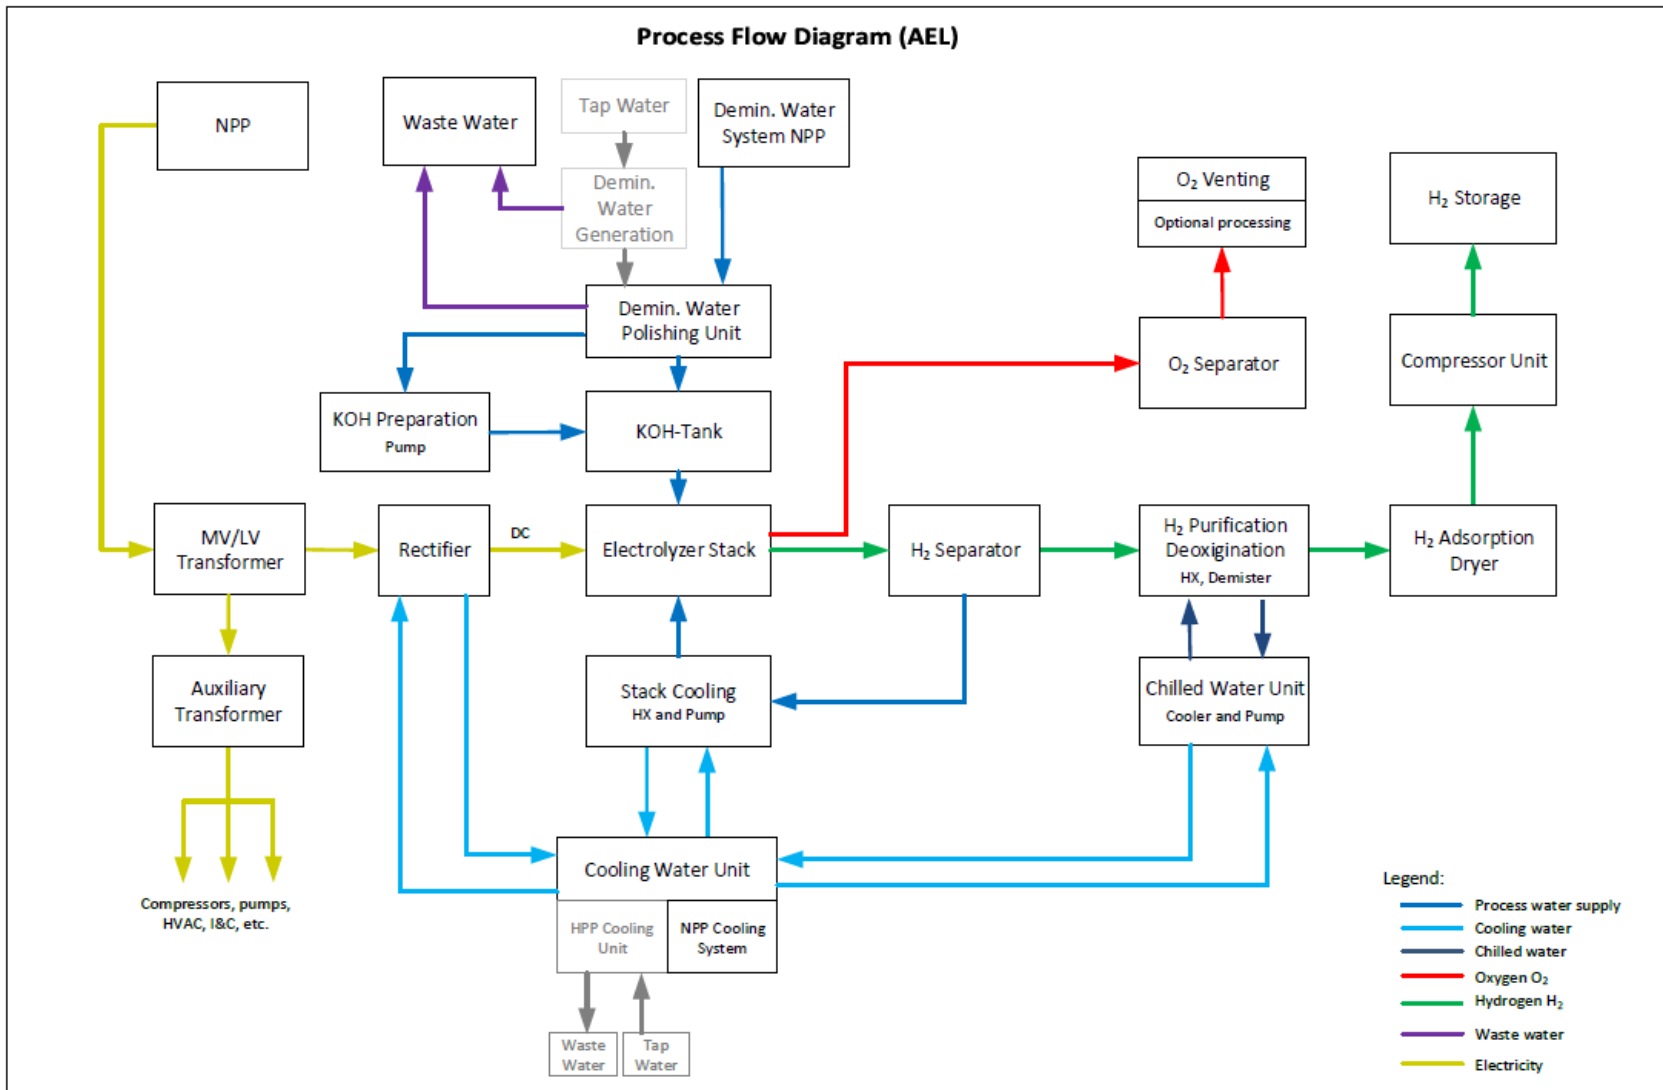 Process Flow Diagram (AEL)
NPP
Waste Water
Tap Water
Demin. Water
System NPP
Demin.
Water
Generation
O₂ Venting
Optional processing
H₂ Storage
Demin. Water
Polishing Unit
O₂ Separator
Compressor Unit
KOH Preparation
Pump
KOH-Tank
MV/LV
Transformer
Rectifier
DC
Electrolyzer Stack
H₂ Separator
H₂ Purification
Deoxigination
HX, Demister
H₂ Adsorption
Dryer
Auxiliary
Transformer
Stack Cooling
HX and Pump
Chilled Water Unit
Cooler and Pump
Compressors, pumps,
HVAC, I&C, etc.
Cooling Water Unit
HPP Cooling
Unit
NPP Cooling
System
Waste
Water
Tap
Water
Legend:
Process water supply
Cooling water
Chilled water
Oxygen O₂
Hydrogen H₂
Waste water
Electricity